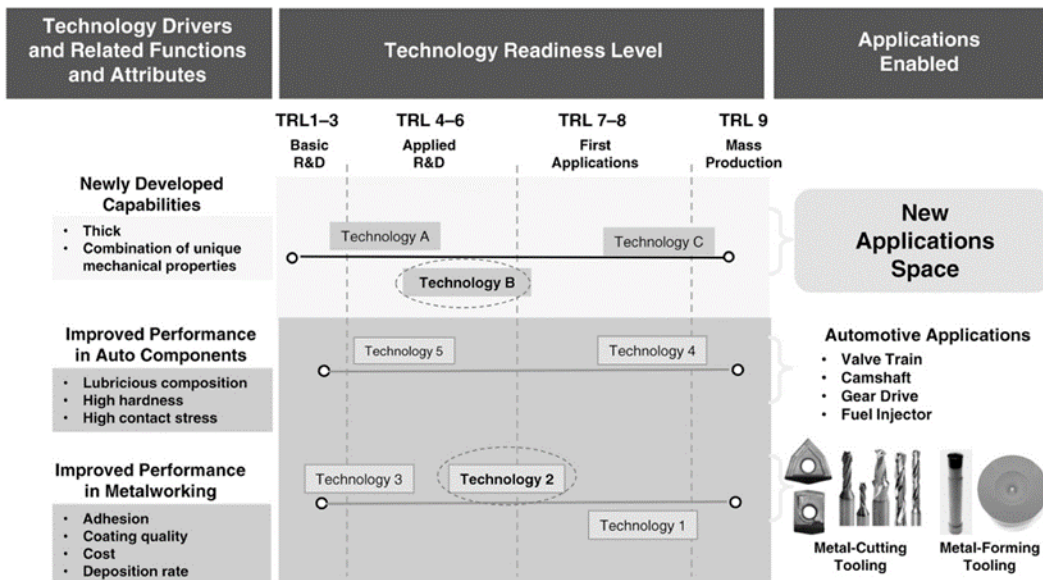 Technology Drivers
and Related Functions
and Attributes
Technology Readiness Level
Applications
Enabled
TRL1–3
Basic
R&D
TRL 4–6
Applied
R&D
TRL 7–8
First
Applications
TRL 9
Mass
Production
Newly Developed
Capabilities
• Thick
• Combination of unique
mechanical properties
Technology A
Technology B
Technology C
New
Applications
Space
Improved Performance
in Auto Components
• Lubricious composition
• High hardness
• High contact stress
Technology 5
Technology 4
Automotive Applications
• Valve Train
• Camshaft
• Gear Drive
• Fuel Injector
Improved Performance
in Metalworking
• Adhesion
• Coating quality
• Cost
• Deposition rate
Technology 3
Technology 2
Technology 1
Metal-Cutting
Tooling
Metal-Forming
Tooling